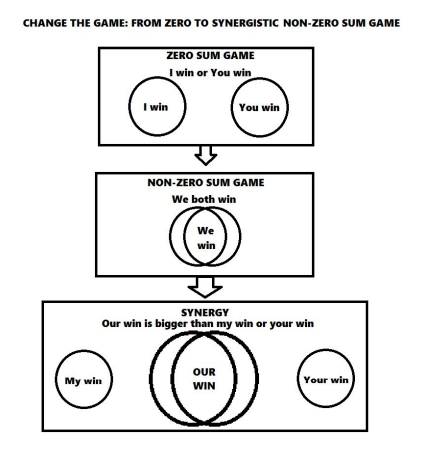 CHANGE THE GAME: FROM ZERO TO SYNERGISTIC NON-ZERO SUM GAME
ZERO SUM GAME
I win or You win
I win
You win
NON-ZERO SUM GAME
We both win
We
win
SYNERGY
Our win is bigger than my win or your win
My win
OUR
WIN
Your win